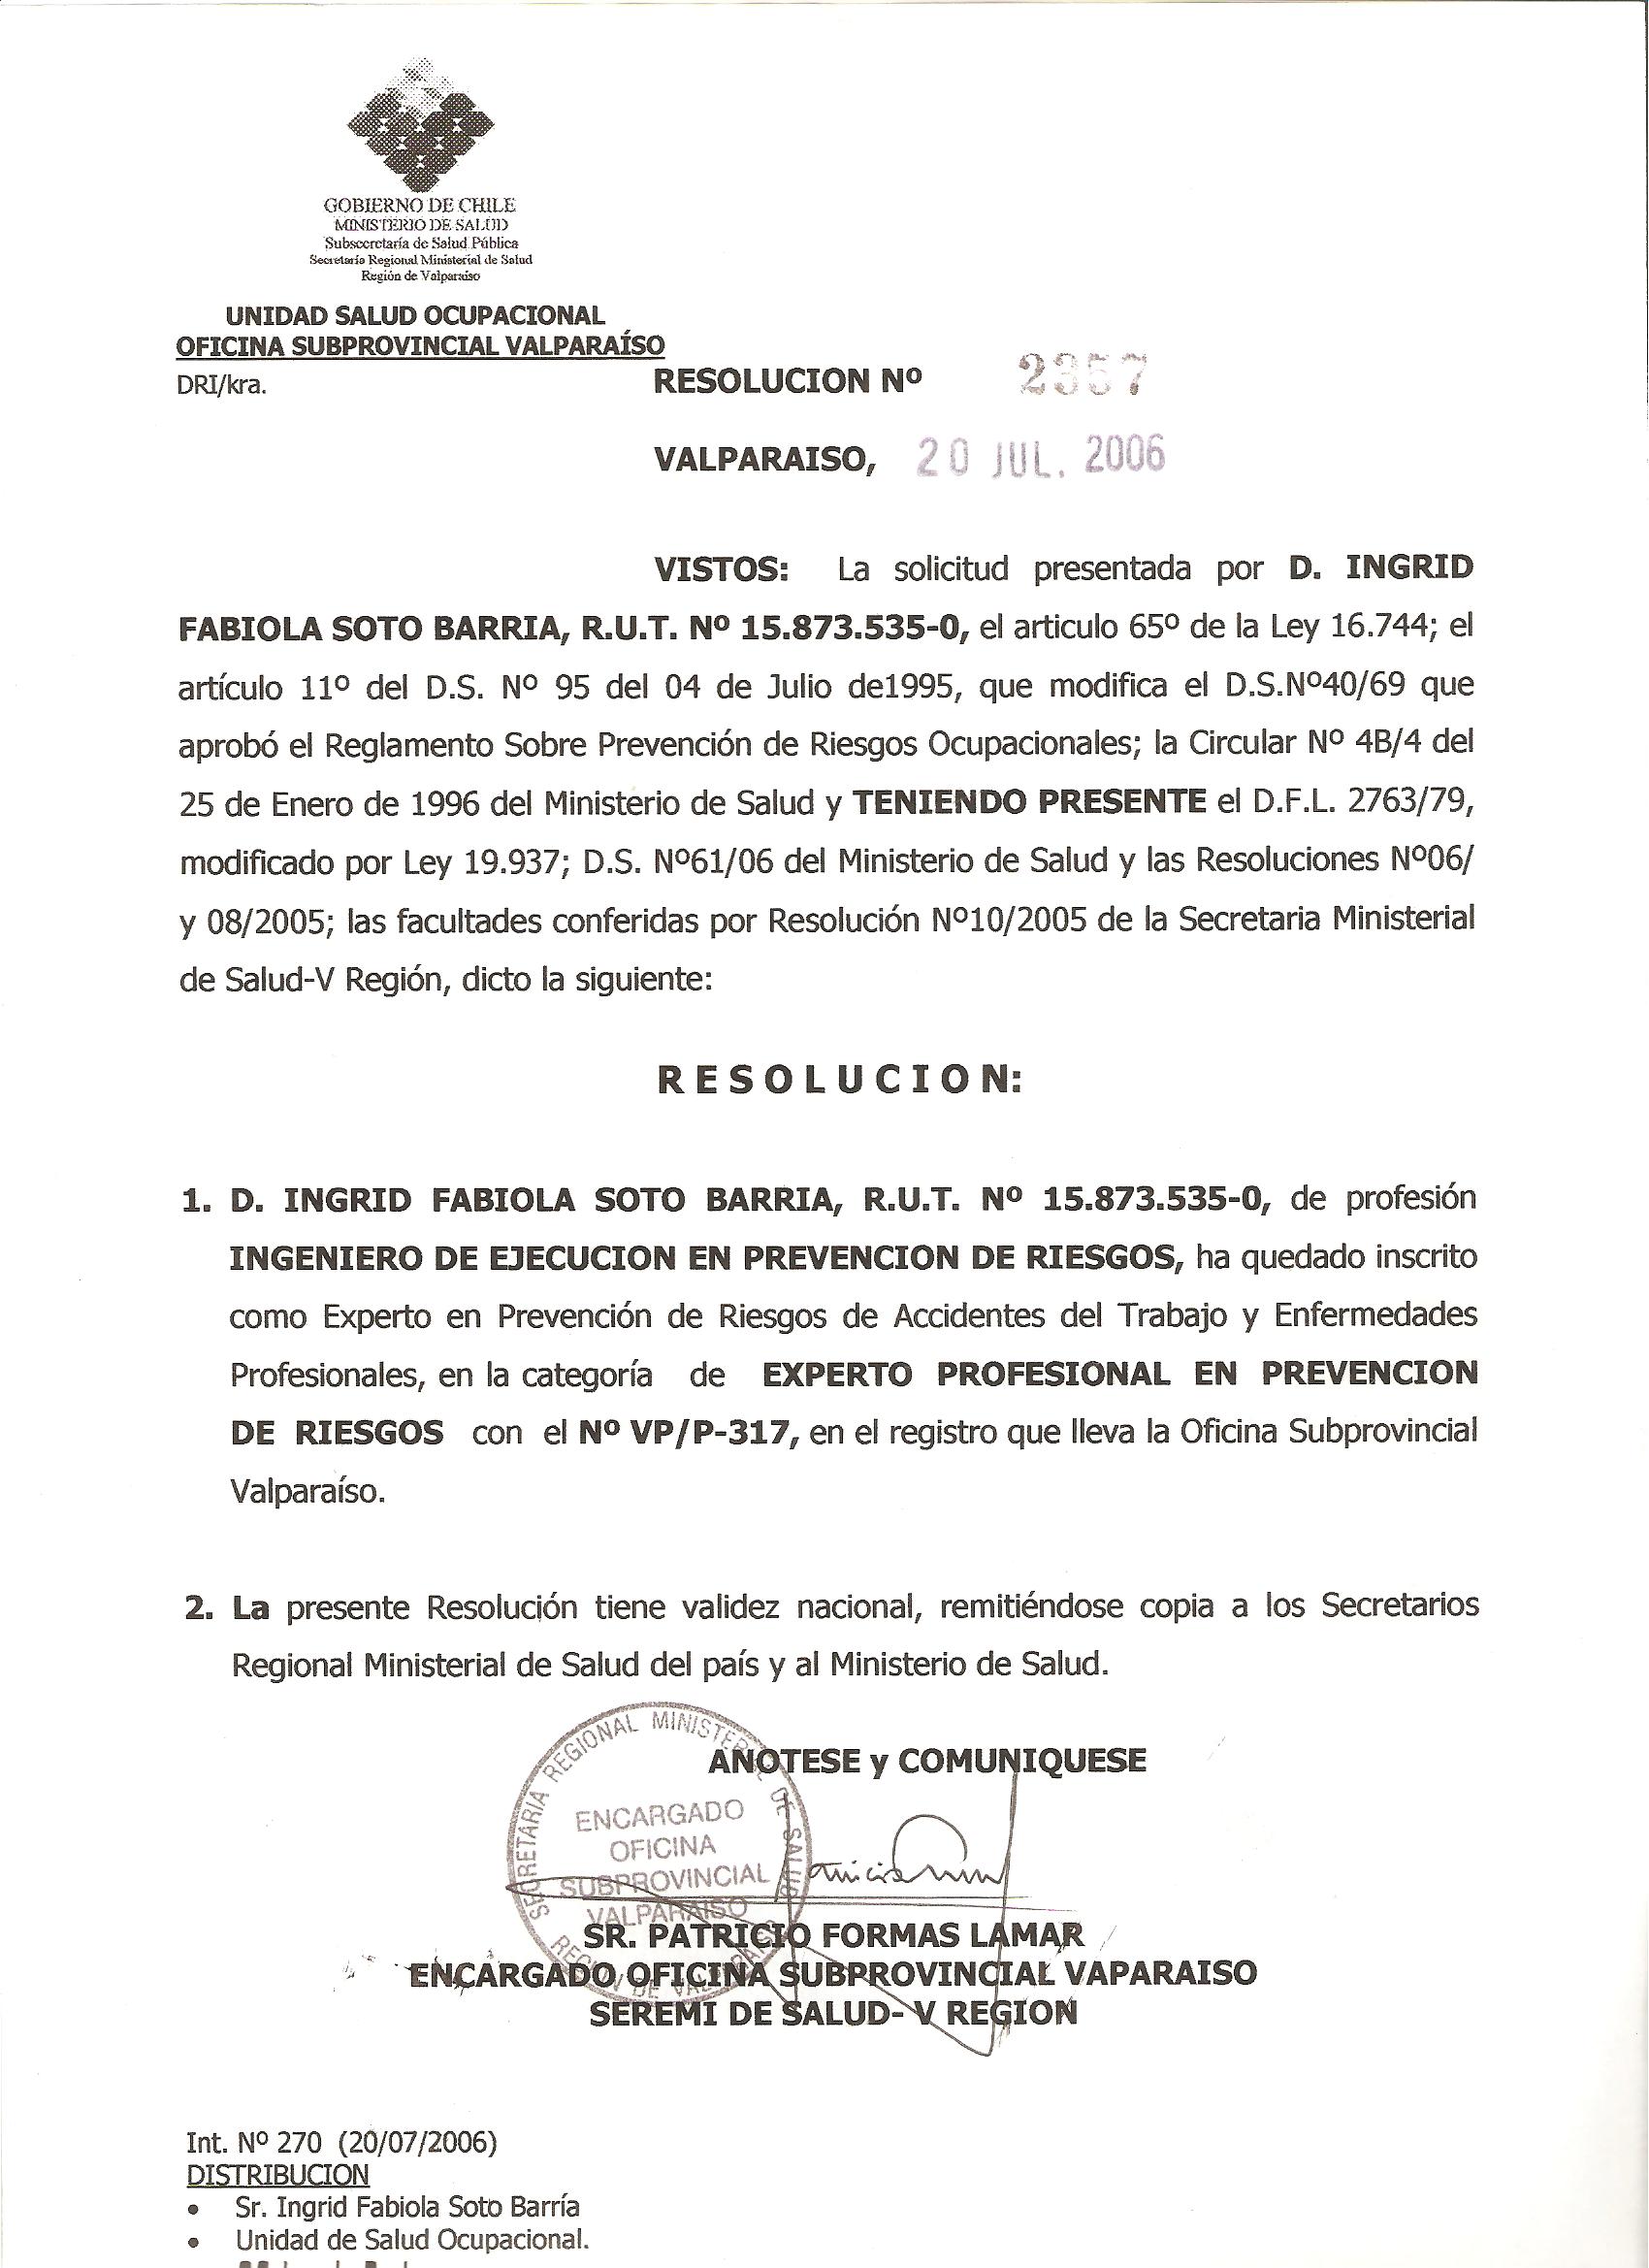 GOBIERNO DE CHILE
MINISTERIO DE SALUD
Subsecretaría de Salud Pública
Secretaría Regional Ministerial de Salud
Región de Valparaíso
UNIDAD SALUD OCUPACIONAL
OFICINA SUBPROVINCIAL VALPARAÍSO
DRI/kra.
RESOLUCION Nº 2357
VALPARAISO, 20 JUL. 2006
VISTOS: La solicitud presentada por D. INGRID
FABIOLA SOTO BARRIA, R.U.T. Nº 15.873.535-0, el articulo 65º de la Ley 16.744; el
artículo 11º del D.S. Nº 95 del 04 de Julio de1995, que modifica el D.S.Nº40/69 que
aprobó el Reglamento Sobre Prevención de Riesgos Ocupacionales; la Circular Nº 4B/4 del
25 de Enero de 1996 del Ministerio de Salud y TENIENDO PRESENTE el D.F.L. 2763/79,
modificado por Ley 19.937; D.S. Nº61/06 del Ministerio de Salud y las Resoluciones Nº06/
y 08/2005; las facultades conferidas por Resolución Nº10/2005 de la Secretaria Ministerial
de Salud-V Región, dicto la siguiente:
R E S O L U C I O N:
1. D. INGRID FABIOLA SOTO BARRIA, R.U.T. Nº 15.873.535-0, de profesión
INGENIERO DE EJECUCION EN PREVENCION DE RIESGOS, ha quedado inscrito
como Experto en Prevención de Riesgos de Accidentes del Trabajo y Enfermedades
Profesionales, en la categoría de EXPERTO PROFESIONAL EN PREVENCION
DE RIESGOS con el Nº VP/P-317, en el registro que lleva la Oficina Subprovincial
Valparaíso.
2. La presente Resolución tiene validez nacional, remitiéndose copia a los Secretarios
Regional Ministerial de Salud del país y al Ministerio de Salud.
ANOTESE y COMUNIQUESE
SECRETARIA REGIONAL MINISTERIAL DE SALUD
ENCARGADO
OFICINA
SUBPROVINCIAL
VALPARAISO
REGION DE VALPARAISO
SR. PATRICIO FORMAS LAMAR
ENCARGADO OFICINA SUBPROVINCIAL VAPARAISO
SEREMI DE SALUD- V REGION
Int. Nº 270 (20/07/2006)
DISTRIBUCION
• Sr. Ingrid Fabiola Soto Barría
• Unidad de Salud Ocupacional.